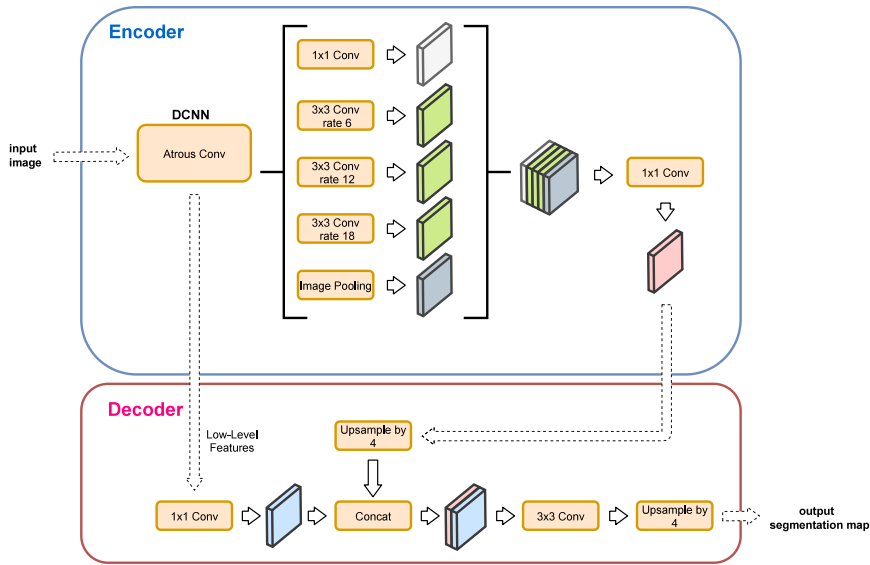 Encoder
1x1 Conv
DCNN
3x3 Conv
rate 6
input
image
Atrous Conv
3x3 Conv
rate 12
1x1 Conv
3x3 Conv
rate 18
Image Pooling
Decoder
Low-Level
Features
Upsample by
4
1x1 Conv
Concat
3x3 Conv
Upsample by
4
output
segmentation map